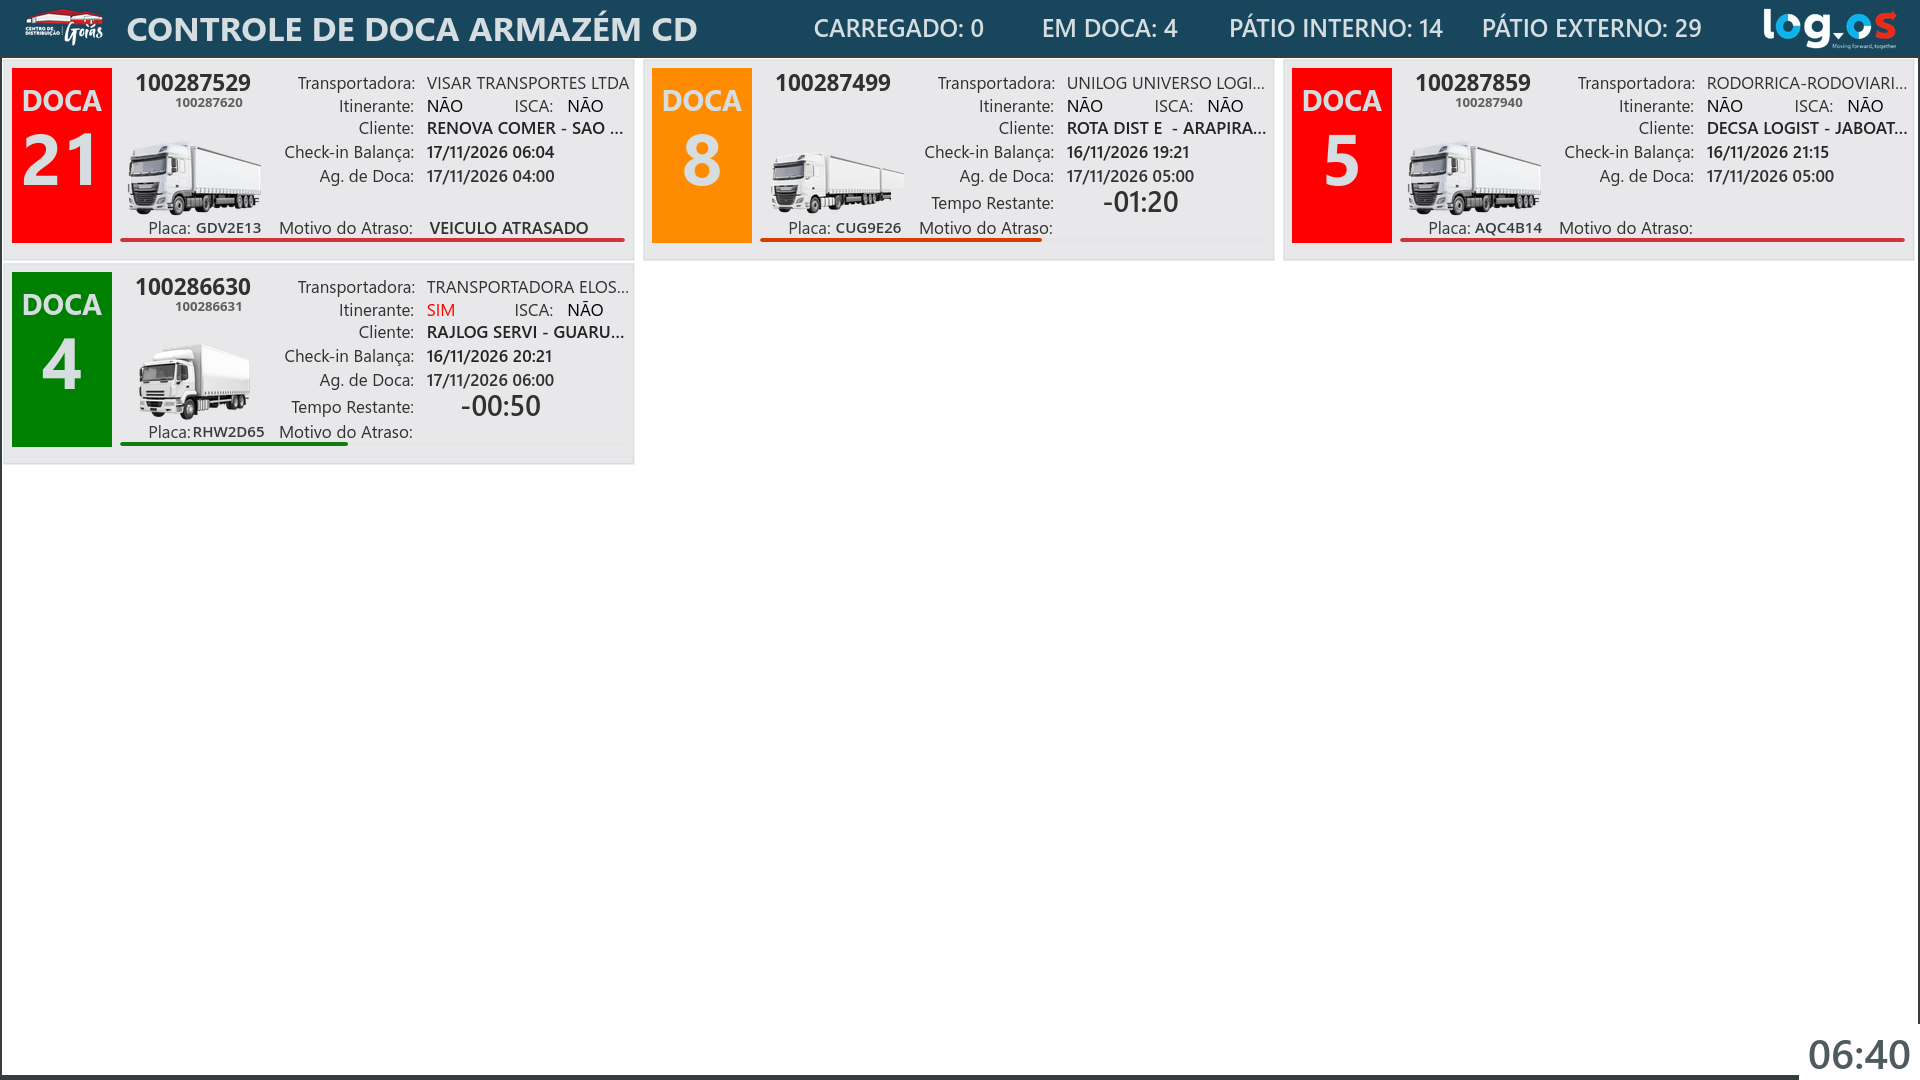 CENTRO DE DISTRIBUIÇÃO Goiás
CONTROLE DE DOCA ARMAZÉM CD
CARREGADO: 0
EM DOCA: 4
PÁTIO INTERNO: 14
PÁTIO EXTERNO: 29
log.os
Moving forward, together
DOCA
21
100287529
100287620
Transportadora: VISAR TRANSPORTES LTDA
Itinerante: NÃO ISCA: NÃO
Cliente: RENOVA COMER - SAO ...
Check-in Balança: 17/11/2026 06:04
Ag. de Doca: 17/11/2026 04:00
Placa: GDV2E13 Motivo do Atraso: VEICULO ATRASADO
DOCA
8
100287499
Transportadora: UNILOG UNIVERSO LOGI...
Itinerante: NÃO ISCA: NÃO
Cliente: ROTA DIST E - ARAPIRA...
Check-in Balança: 16/11/2026 19:21
Ag. de Doca: 17/11/2026 05:00
Tempo Restante: -01:20
Placa: CUG9E26 Motivo do Atraso:
DOCA
5
100287859
100287940
Transportadora: RODORRICA-RODOVIARI...
Itinerante: NÃO ISCA: NÃO
Cliente: DECSA LOGIST - JABOAT...
Check-in Balança: 16/11/2026 21:15
Ag. de Doca: 17/11/2026 05:00
Placa: AQC4B14 Motivo do Atraso:
DOCA
4
100286630
100286631
Transportadora: TRANSPORTADORA ELOS...
Itinerante: SIM ISCA: NÃO
Cliente: RAJLOG SERVI - GUARU...
Check-in Balança: 16/11/2026 20:21
Ag. de Doca: 17/11/2026 06:00
Tempo Restante: -00:50
Placa: RHW2D65 Motivo do Atraso:
06:40